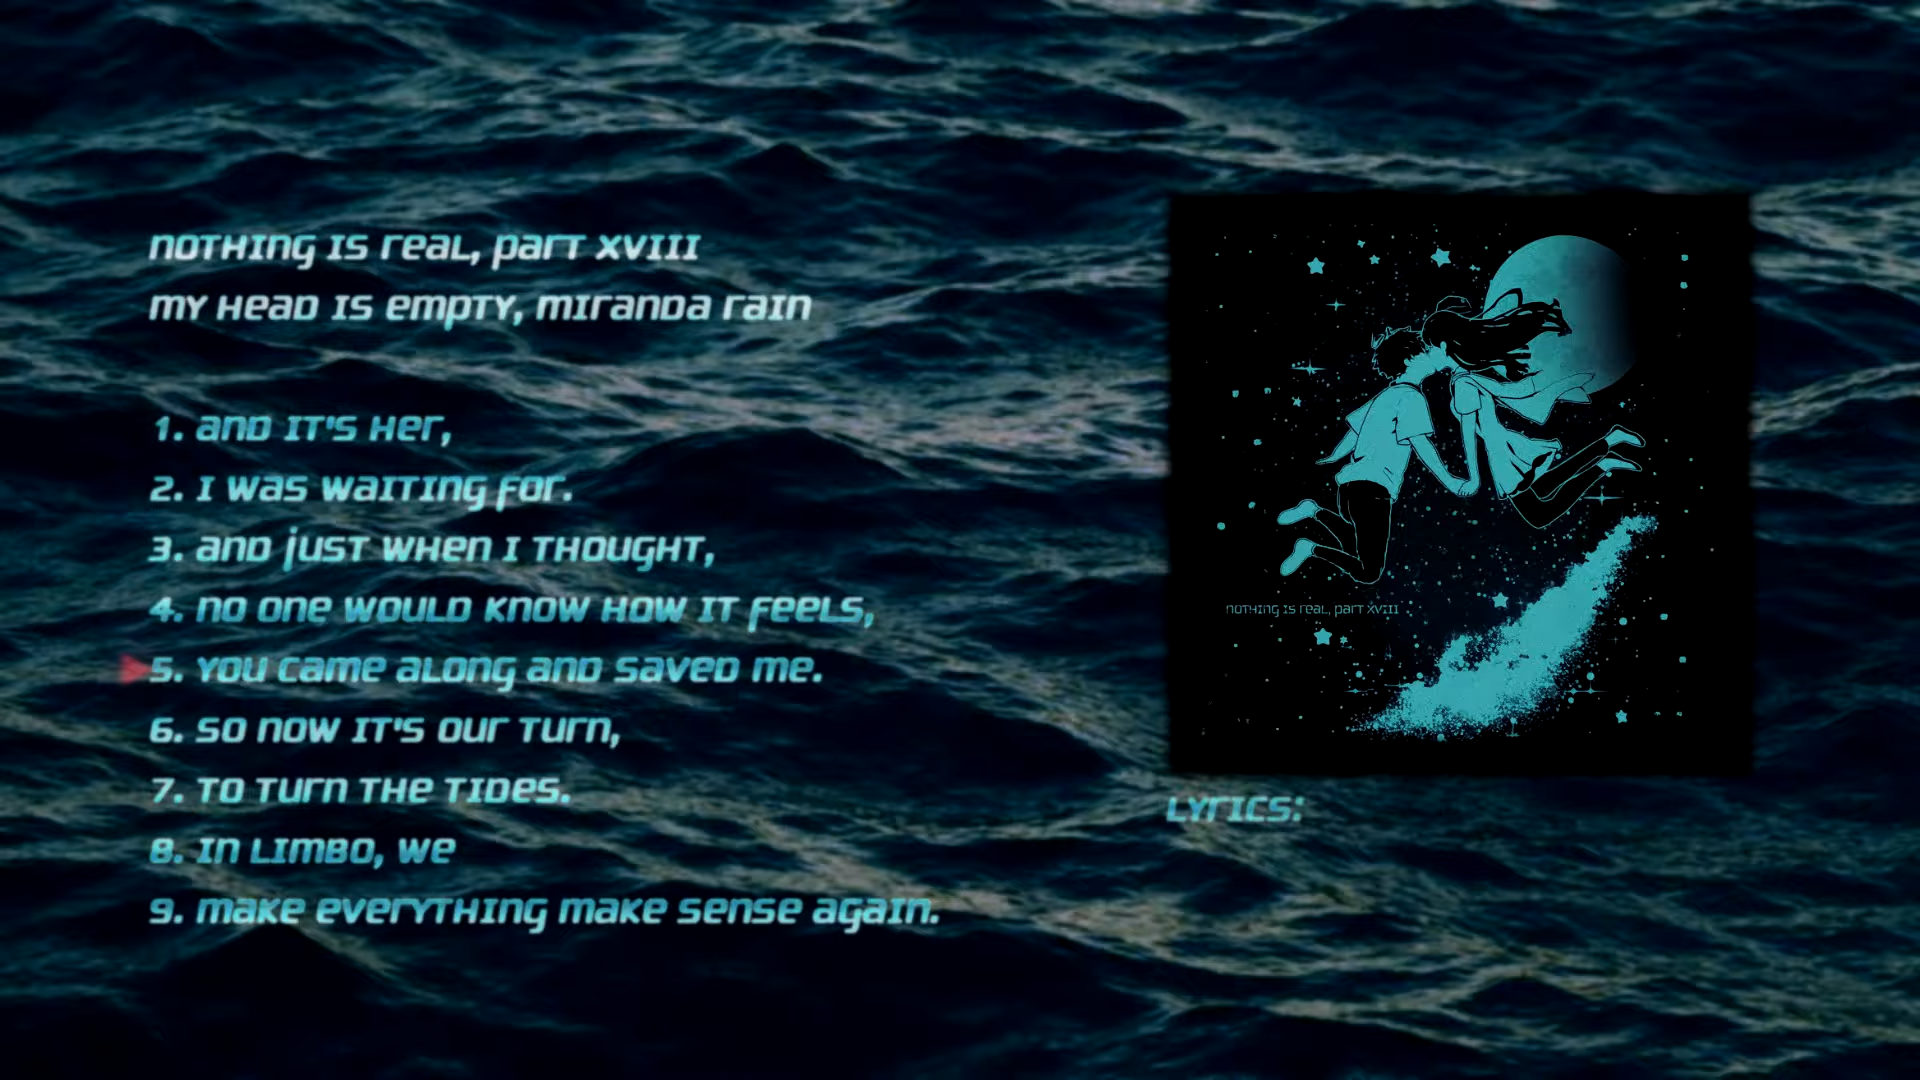 nothing is real, part XVIII
my head is empty, miranda rain
1. and it's her,
2. I was waiting for.
3. and just when I thought,
4. no one would know how it feels,
5. you came along and saved me.
6. so now it's our turn,
7. to turn the tides.
8. in limbo, we
9. make everything make sense again.
nothing is real, part XVIII
Lyrics: